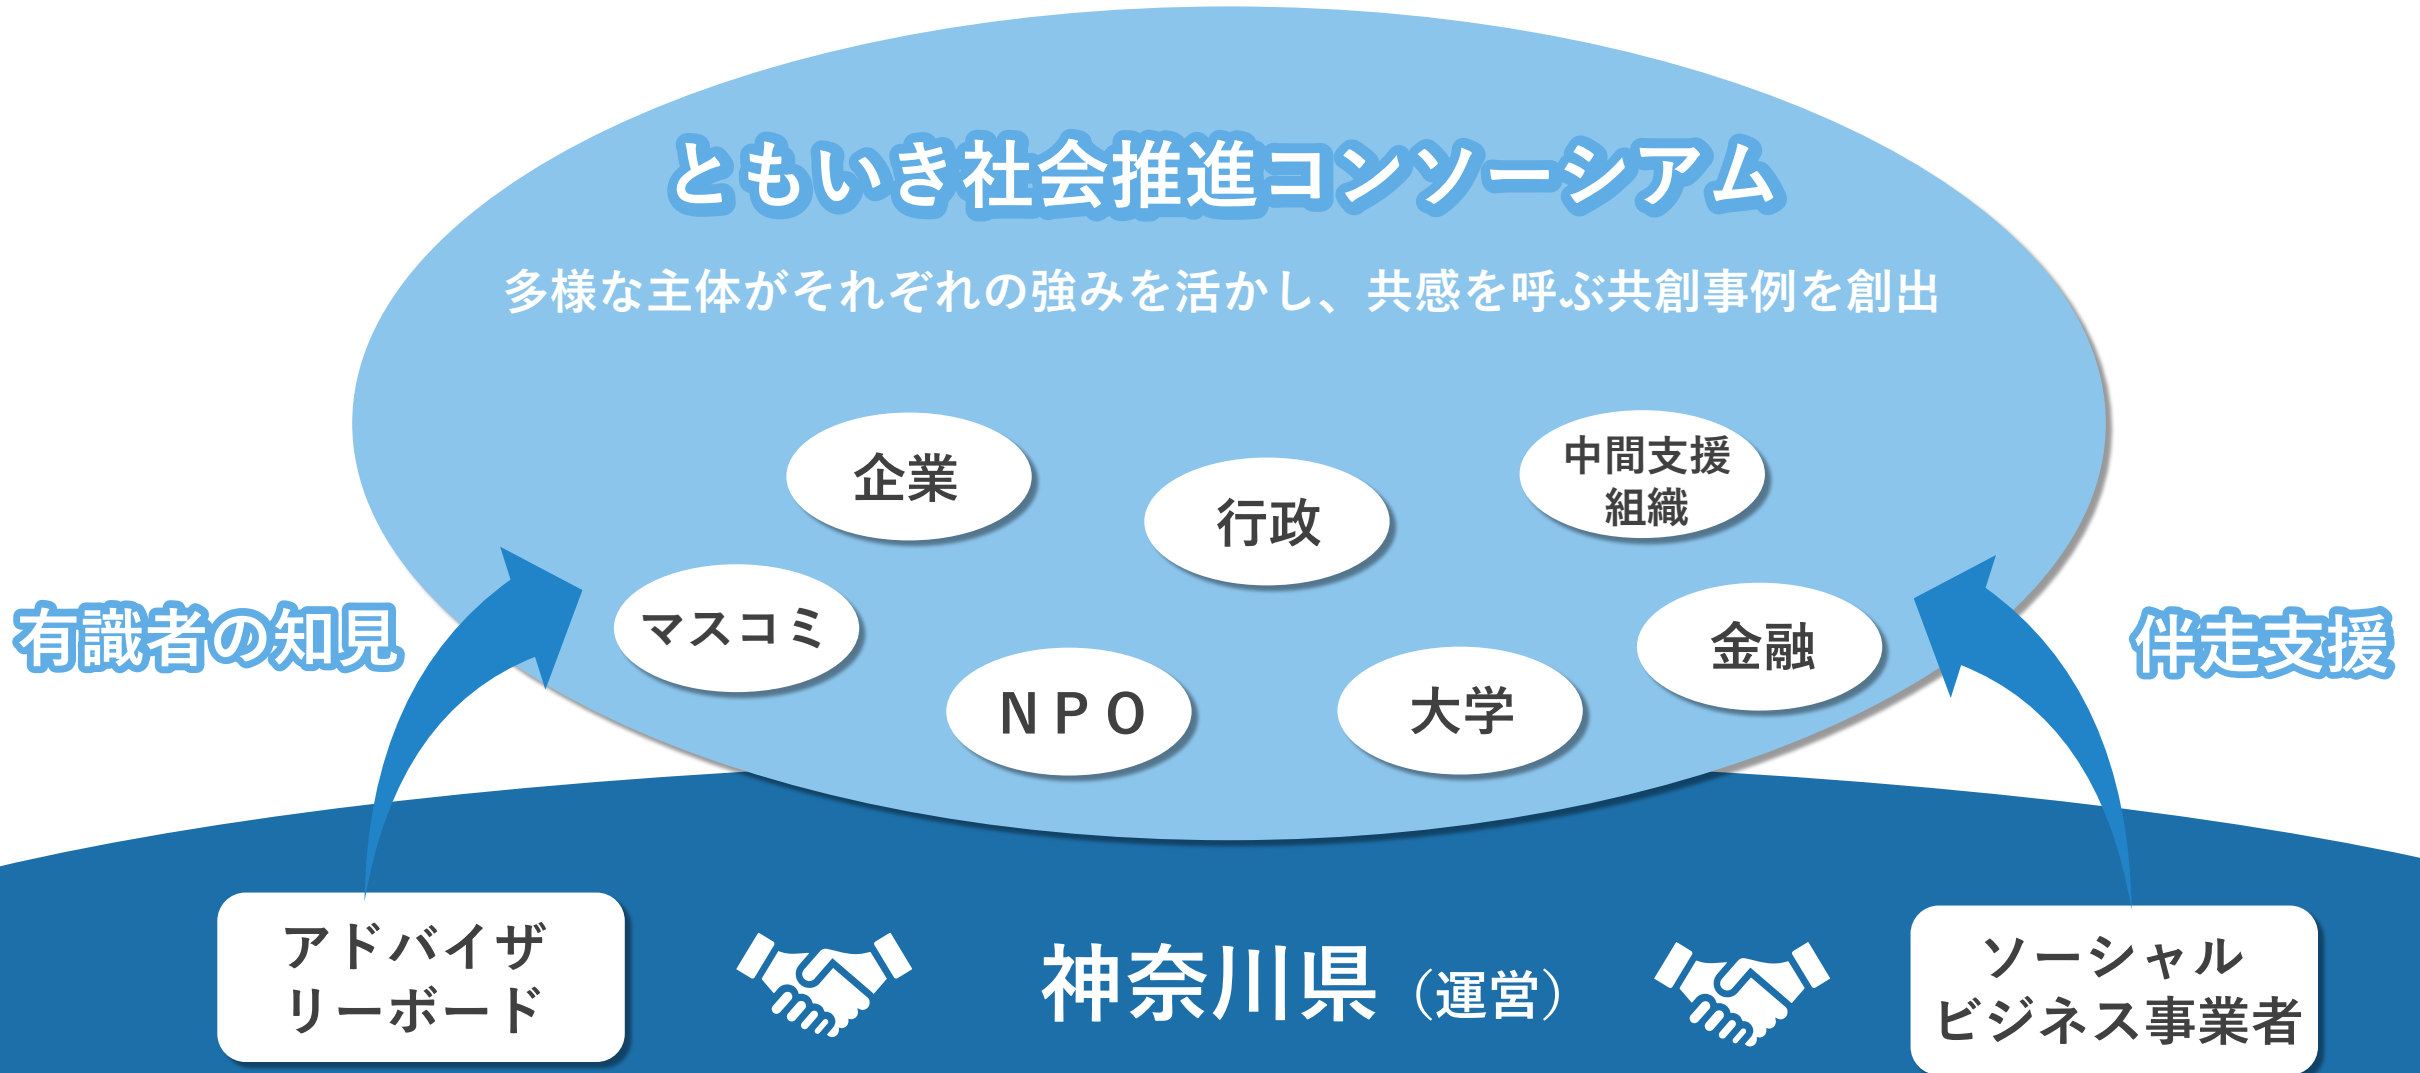 ともいき社会推進コンソーシアム
多様な主体がそれぞれの強みを活かし、共感を呼ぶ共創事例を創出
企業
行政
中間支援
組織
マスコミ
ＮＰＯ
大学
金融
有識者の知見
伴走支援
アドバイザ
リーボード
神奈川県（運営）
ソーシャル
ビジネス事業者